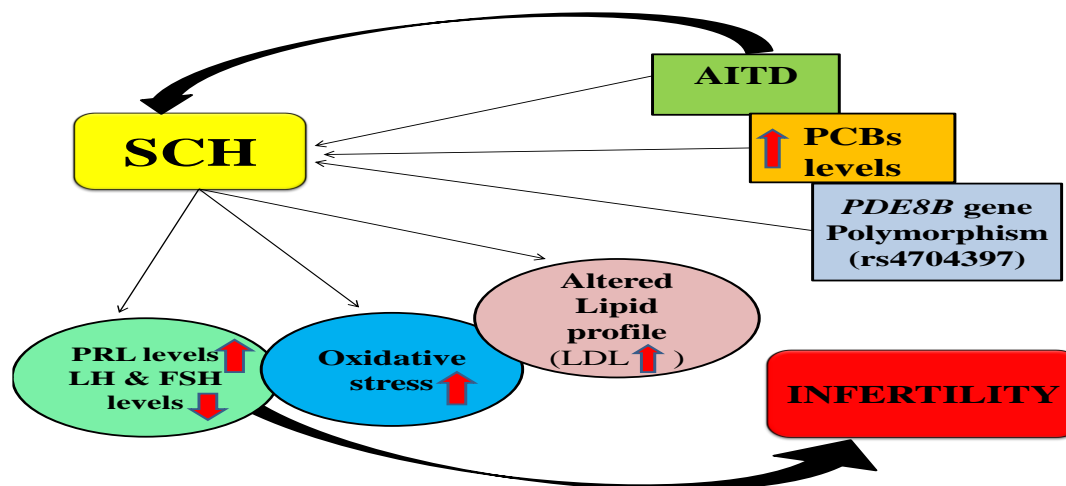 AITD
SCH
PCBs
levels
PDE8B gene
Polymorphism
(rs4704397)
Altered
Lipid
profile
(LDL )
PRL levels
LH & FSH
levels
Oxidative
stress
INFERTILITY